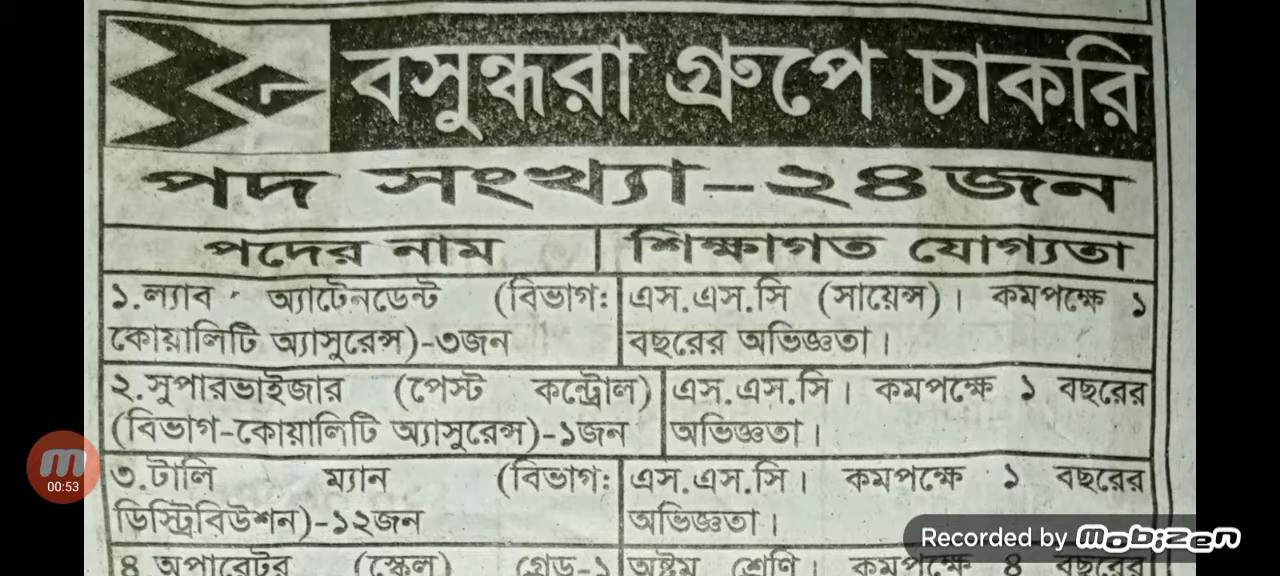 বসুন্ধরা গ্রুপে চাকরি
পদ সংখ্যা-২৪জন
পদের নাম
শিক্ষাগত যোগ্যতা
১.ল্যাব অ্যাটেনডেন্ট (বিভাগ:
কোয়ালিটি অ্যাসুরেন্স)-৩জন
এস.এস.সি (সায়েন্স)। কমপক্ষে ১
বছরের অভিজ্ঞতা।
২.সুপারভাইজার (পেস্ট কন্ট্রোল)
(বিভাগ-কোয়ালিটি অ্যাসুরেন্স)-১জন
এস.এস.সি। কমপক্ষে ১ বছরের
অভিজ্ঞতা।
৩.টালি ম্যান (বিভাগ:
ডিস্ট্রিবিউশন)-১২জন
এস.এস.সি। কমপক্ষে ১ বছরের
অভিজ্ঞতা।
৪ অপারেটর (স্কেল) গ্রেড-১
অষ্টম শ্রেণি। কমপক্ষে ৪ বছরের
00:53
Recorded by mobizen